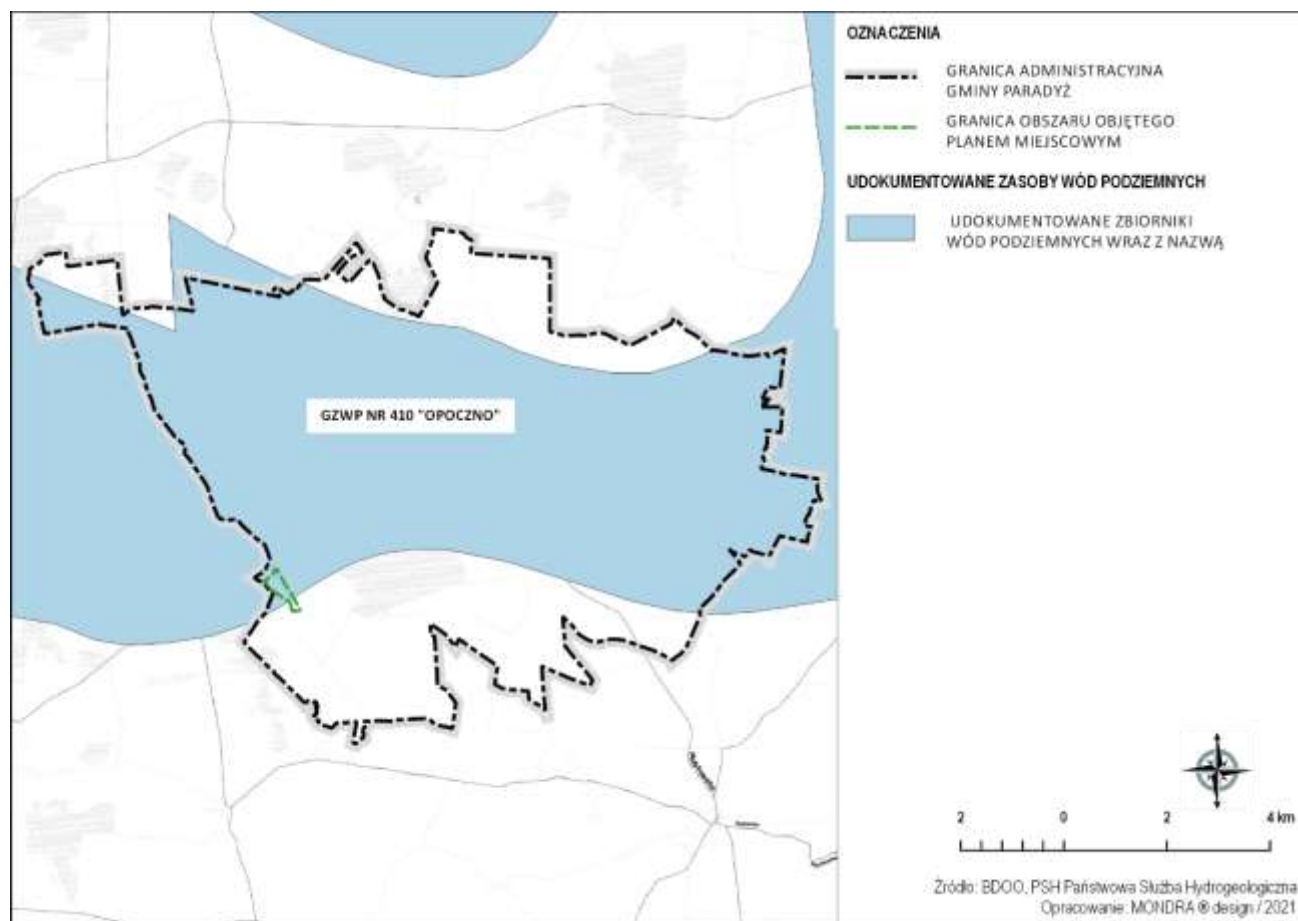 OZNACZENIA
GRANICA ADMINISTRACYJNA
GMINY PARADYŻ
GRANICA OBSZARU OBJĘTEGO
PLANEM MIEJSCOWYM
UDOKUMENTOWANE ZASOBY WÓD PODZIEMNYCH
UDOKUMENTOWANE ZBIORNIKI
WÓD PODZIEMNYCH WRAZ Z NAZWĄ
GZWP NR 410 "OPOCZNO"
2 0 2 4 km
Źródło: BDOO, PSH Państwowa Służba Hydrogeologiczna
Opracowanie: MONDRA ® design / 2021